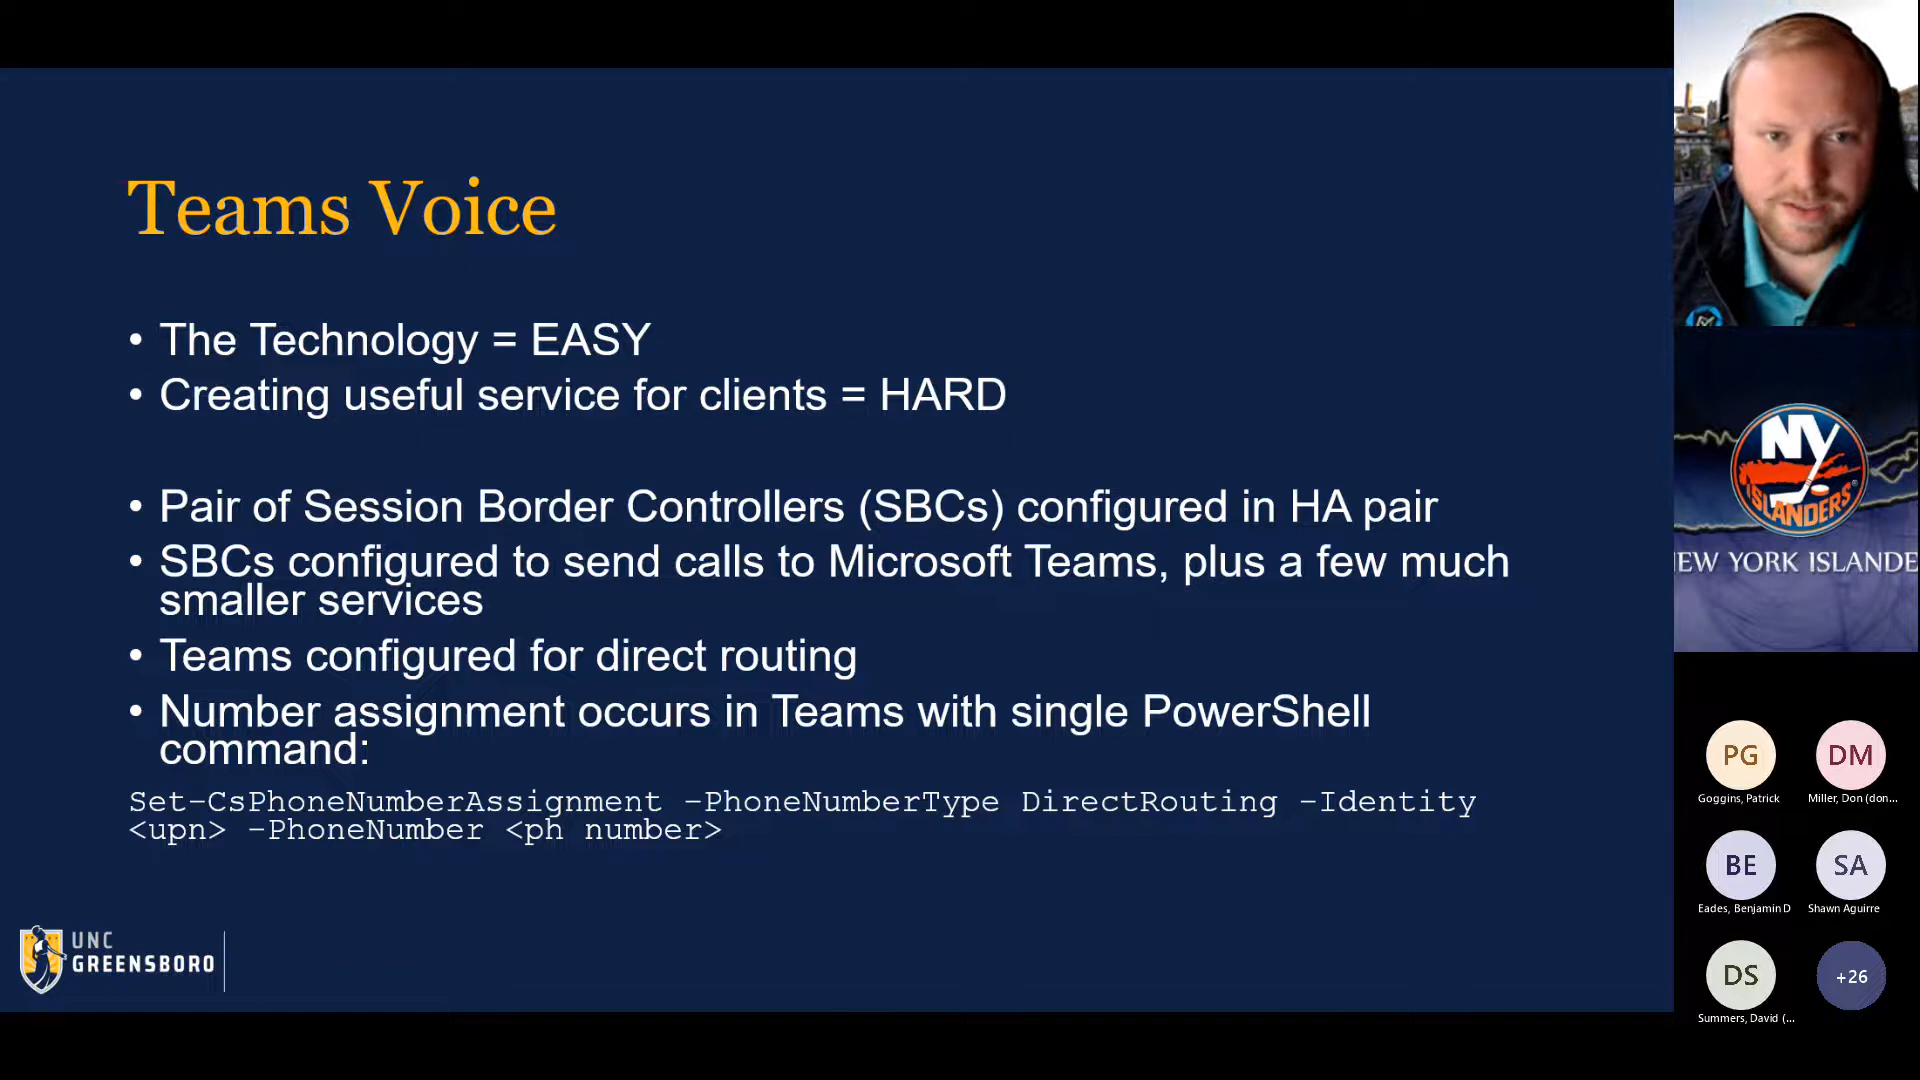 Teams Voice
• The Technology = EASY
• Creating useful service for clients = HARD
• Pair of Session Border Controllers (SBCs) configured in HA pair
• SBCs configured to send calls to Microsoft Teams, plus a few much
smaller services
• Teams configured for direct routing
• Number assignment occurs in Teams with single PowerShell
command:
Set-CsPhoneNumberAssignment -PhoneNumberType DirectRouting -Identity
<upn> -PhoneNumber <ph number>
UNC
GREENSBORO
NY
ISLANDERS
EW YORK ISLANDE
PG
DM
Goggins, Patrick
Miller, Don (don...
BE
SA
Eades, Benjamin D
Shawn Aguirre
DS
+26
Summers, David (...